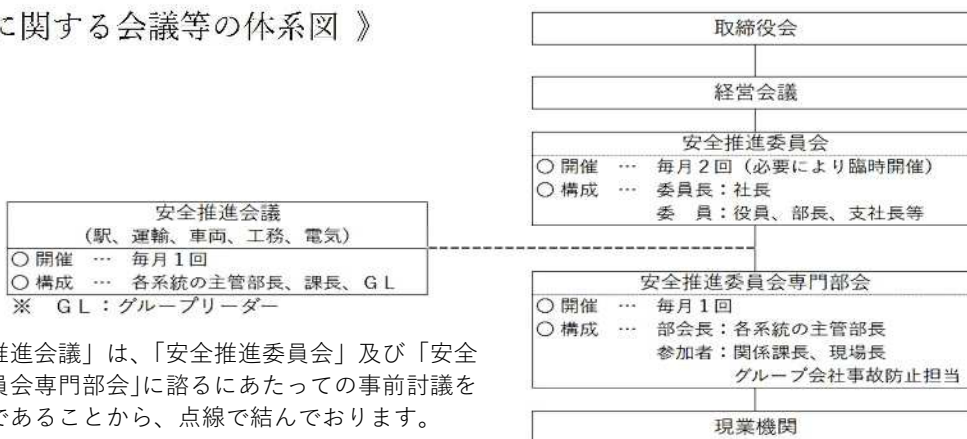 に関する会議等の体系図 》
取締役会
経営会議
安全推進委員会
○ 開催 … 毎月2回（必要により臨時開催）
○ 構成 … 委員長：社長
委 員：役員、部長、支社長等
安全推進会議
(駅、運輸、車両、工務、電気)
○ 開催 … 毎月1回
○ 構成 … 各系統の主管部長、課長、ＧＬ
※ ＧＬ：グループリーダー
安全推進委員会専門部会
○ 開催 … 毎月1回
○ 構成 … 部会長：各系統の主管部長
参加者：関係課長、現場長
グループ会社事故防止担当
推進会議」は、「安全推進委員会」及び「安全
員会専門部会」に諮るにあたっての事前討議を
であることから、点線で結んでおります。
現業機関